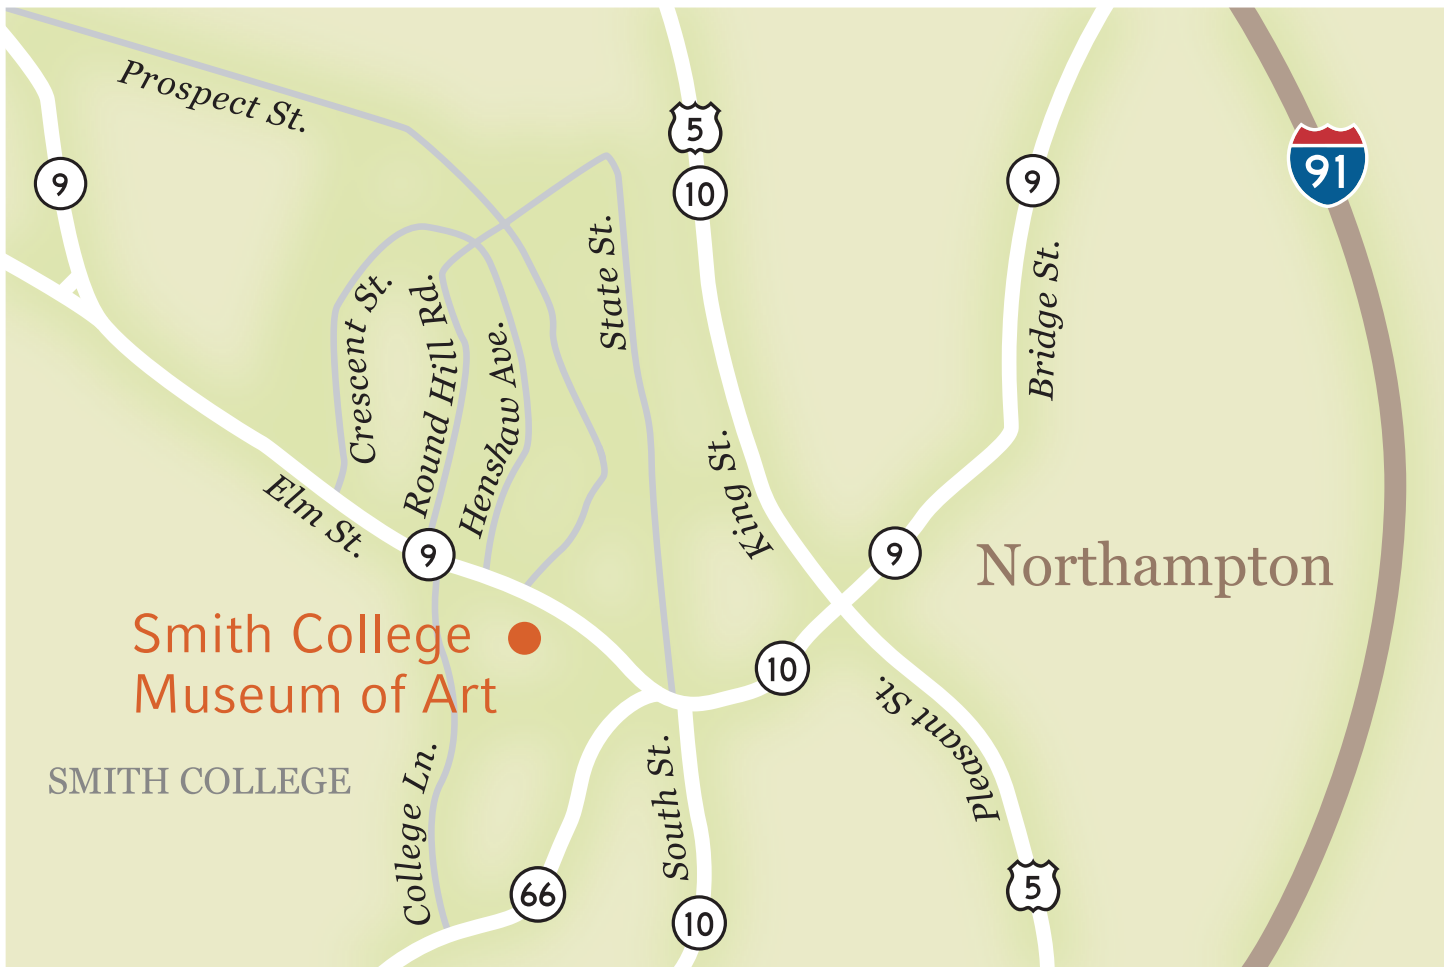 Prospect St.
5
10
9
9
91
State St.
Bridge St.
Crescent St.
Round Hill Rd.
Henshaw Ave.
King St.
Elm St.
9
9
Northampton
Smith College
Museum of Art
10
Pleasant St.
SMITH COLLEGE
College Ln.
South St.
66
10
5